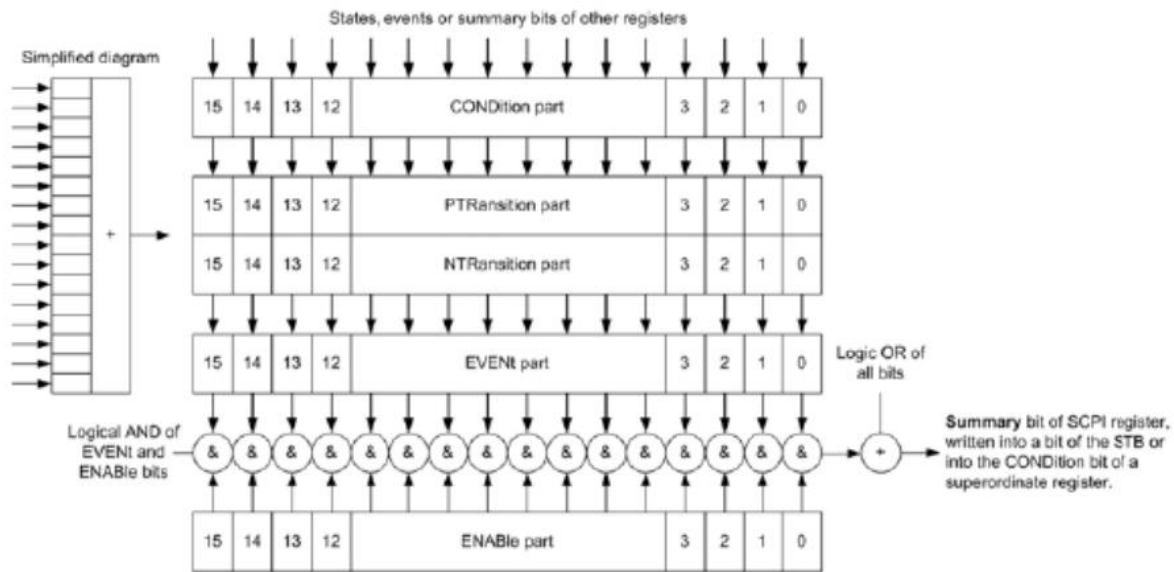 States, events or summary bits of other registers
Simplified diagram
15 14 13 12 CONDition part 3 2 1 0
15 14 13 12 PTRansition part 3 2 1 0
+
15 14 13 12 NTRansition part 3 2 1 0
15 14 13 12 EVENt part 3 2 1 0
Logic OR of
all bits
Logical AND of
EVENt and
ENABle bits
& & & & & & & & & & & & & & & &
+
Summary bit of SCPI register,
written into a bit of the STB or
into the CONDition bit of a
superordinate register.
15 14 13 12 ENABle part 3 2 1 0